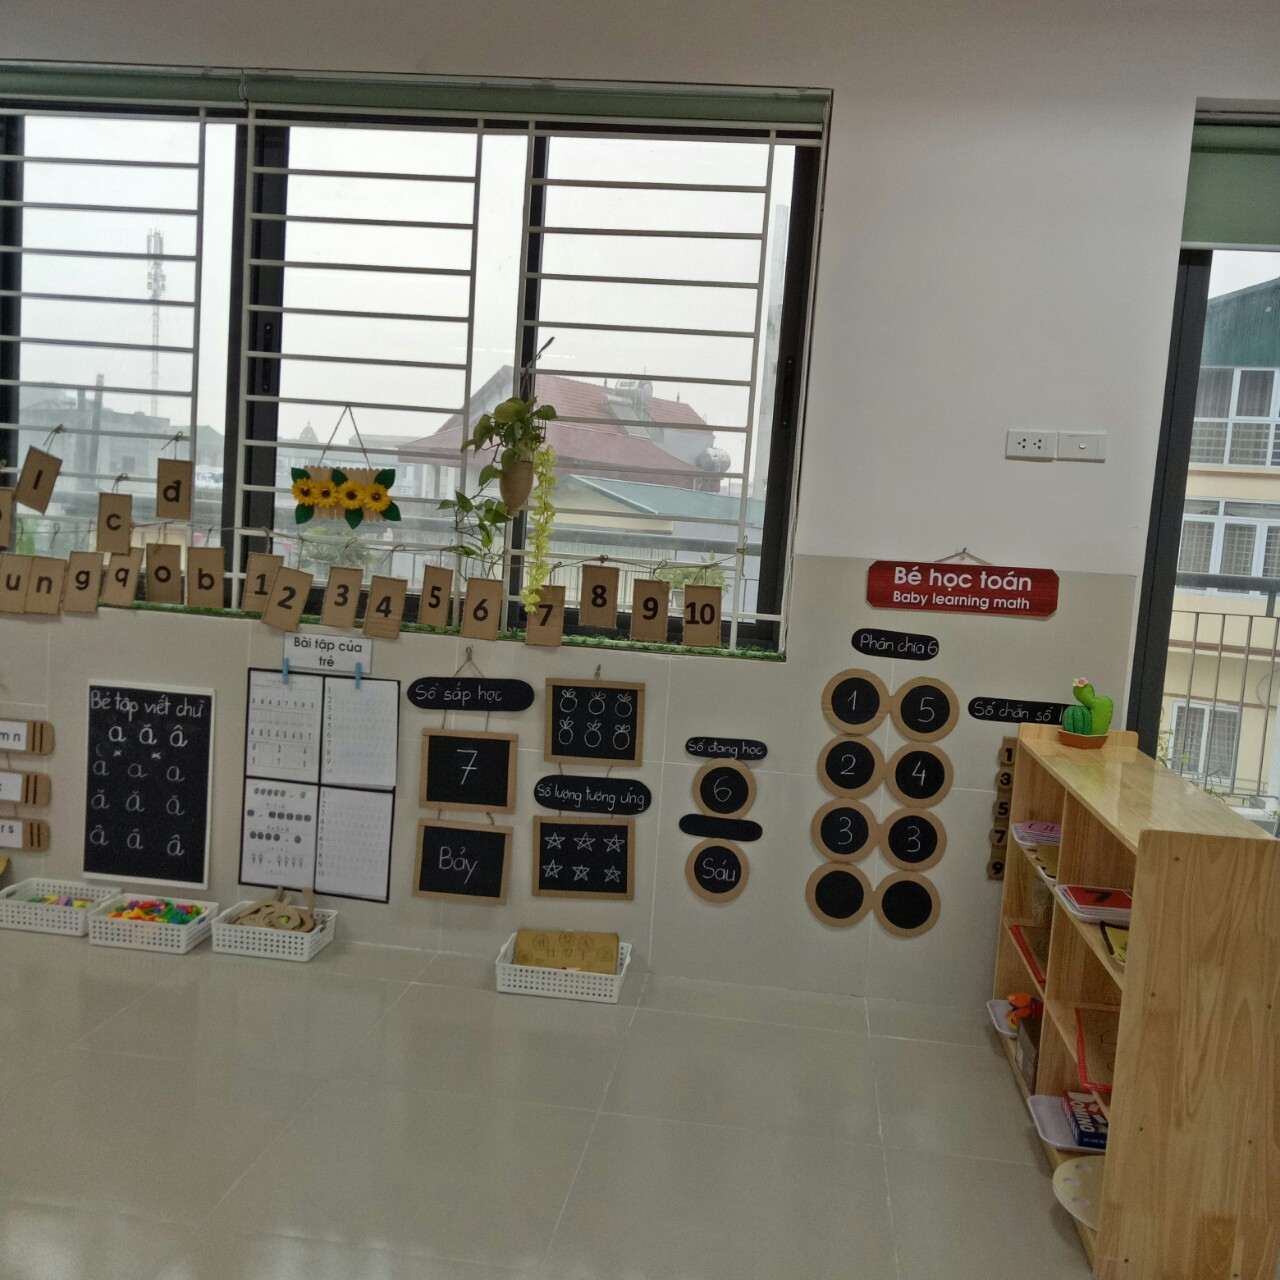 c
đ
u n g q o b 1 2 3 4 5 6 7 8 9 10
Bé học toán
Baby learning math
Phân chia 6
1 5
2 4
3 3
Số chẵn số l
1
3
5
7
9
Bài tập của
trẻ
Số sắp học
7
Bảy
Số lượng tương ứng
Số đang học
6
Sáu
Bé tập viết chữ
a ă â
a a a
ă ă ă
â â â
m n
r s
DOMINO